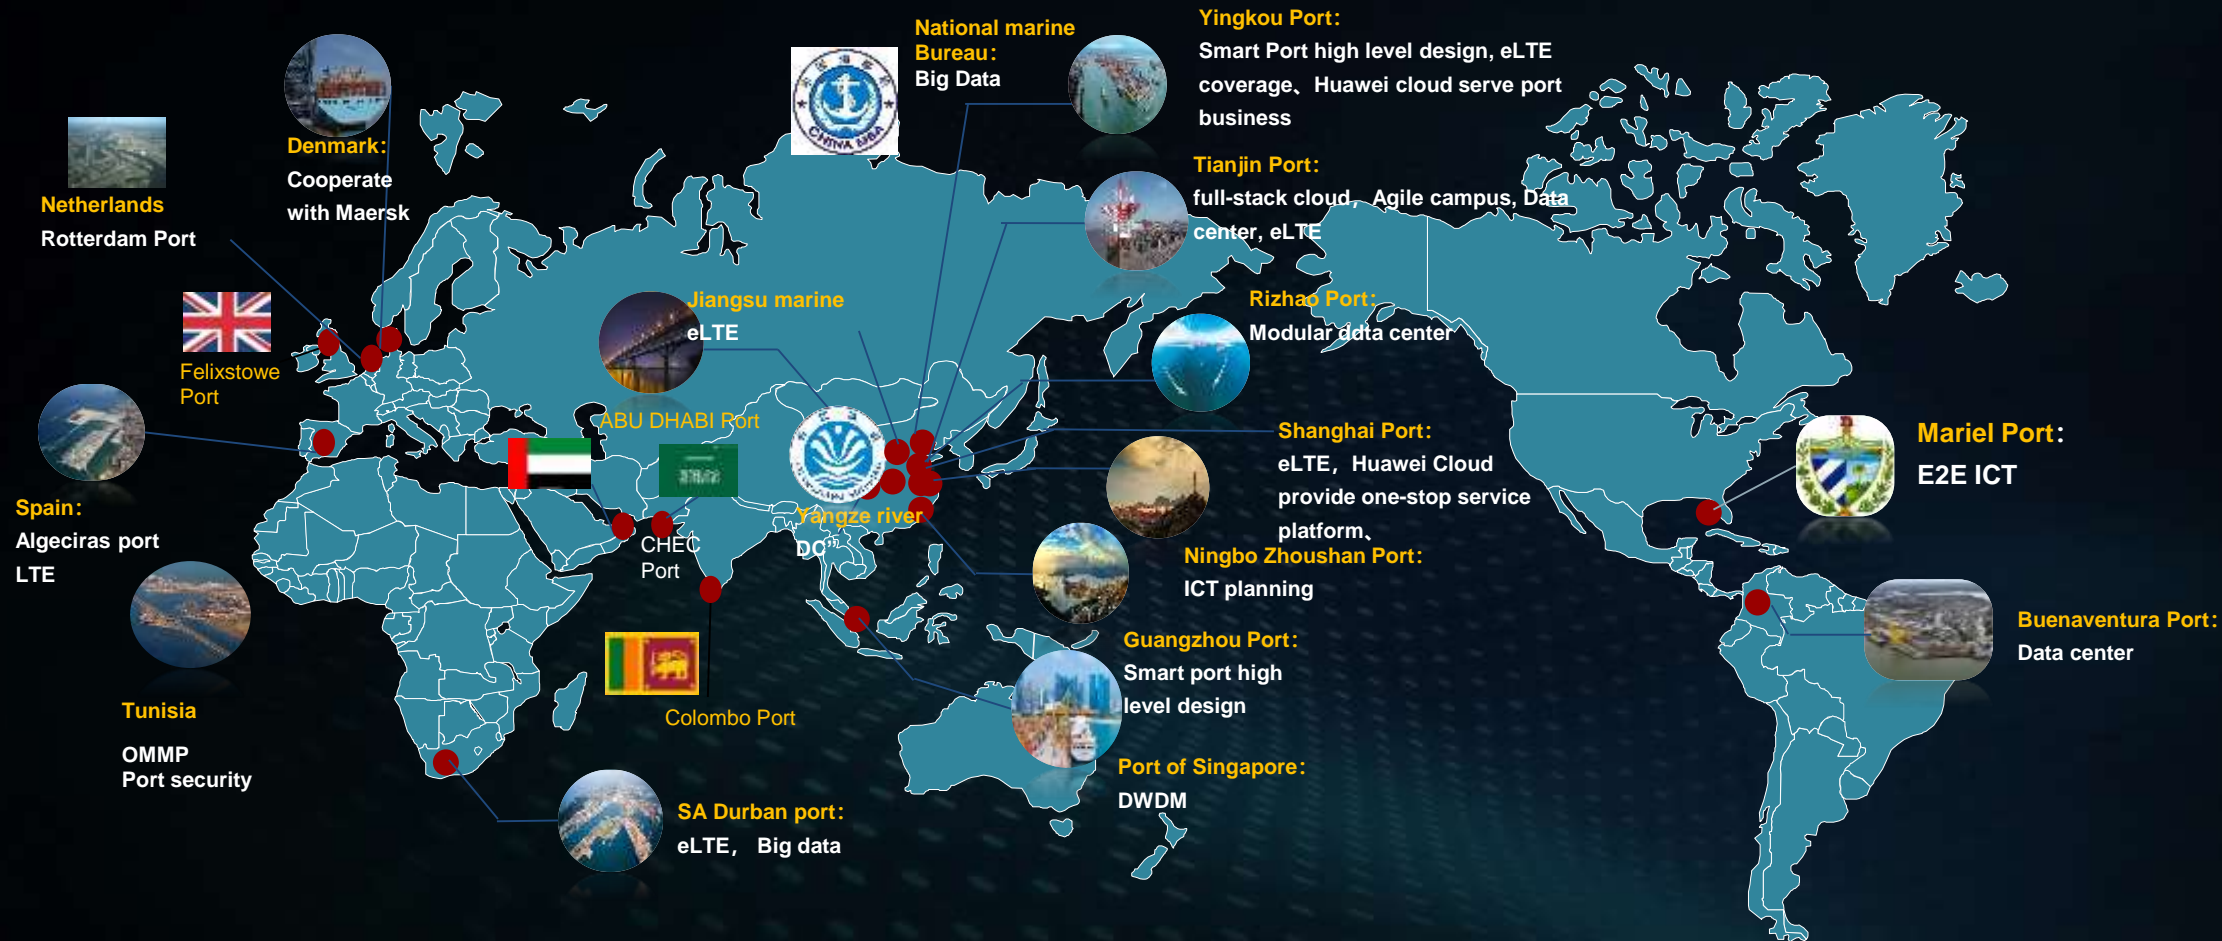 National marine
Bureau：
Big Data
Yingkou Port：
Smart Port high level design, eLTE
coverage、Huawei cloud serve port
business
CHINA MSA
Denmark：
Cooperate
with Maersk
Netherlands
Rotterdam Port
Tianjin Port：
full-stack cloud，Agile campus, Data
center, eLTE
Jiangsu marine
eLTE
Rizhao Port：
Modular ddta center
Felixstowe
Port
ABU DHABI Port
Shanghai Port：
eLTE，Huawei Cloud
provide one-stop service
platform、
Mariel Port：
E2E ICT
Spain：
Algeciras port
LTE
Yangze river
DC”
CHEC
Port
Ningbo Zhoushan Port：
ICT planning
Guangzhou Port：
Smart port high
level design
Buenaventura Port：
Data center
Tunisia
OMMP
Port security
Colombo Port
Port of Singapore：
DWDM
SA Durban port：
eLTE， Big data